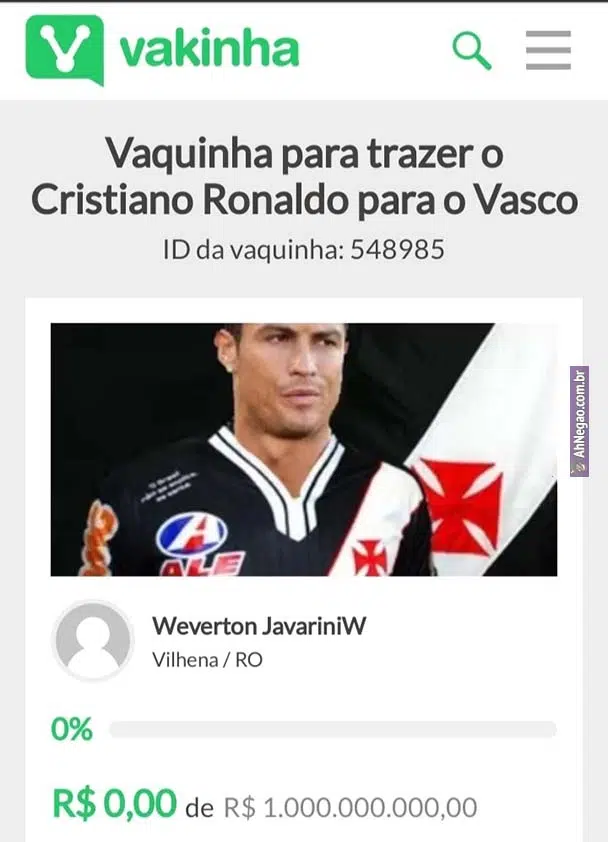 vakinha
Vaquinha para trazer o
Cristiano Ronaldo para o Vasco
ID da vaquinha: 548985
AhNegao.com.br
ALE
Weverton JavariniW
Vilhena / RO
0%
R$ 0,00 de R$ 1.000.000.000,00